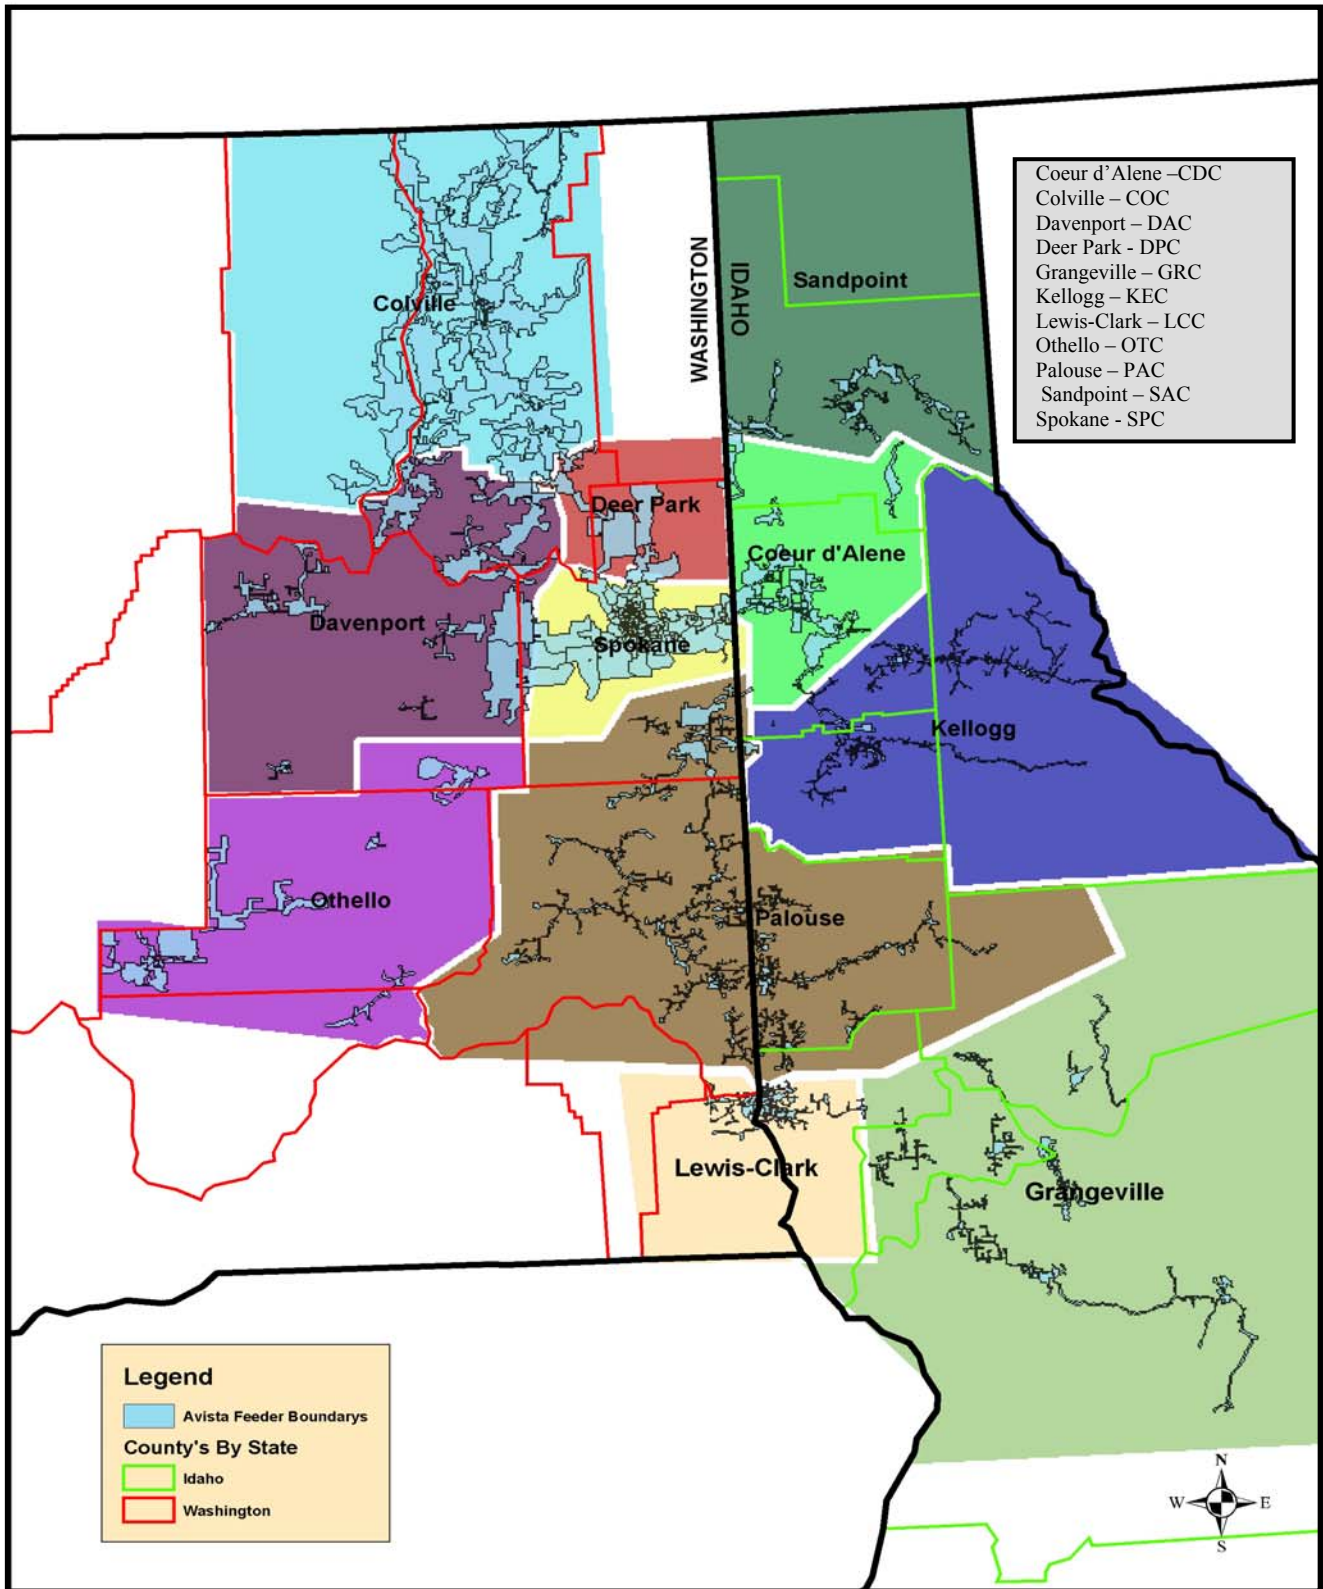 Coeur d'Alene –CDC
Colville – COC
Davenport – DAC
Deer Park - DPC
Grangeville – GRC
Kellogg – KEC
Lewis-Clark – LCC
Othello – OTC
Palouse – PAC
Sandpoint – SAC
Spokane - SPC
WASHINGTON
IDAHO
Sandpoint
Colville
Deer Park
Coeur d'Alene
Davenport
Spokane
Kellogg
Othello
Palouse
Lewis-Clark
Grangeville
Legend
Avista Feeder Boundarys
County's By State
Idaho
Washington
N
W E
S